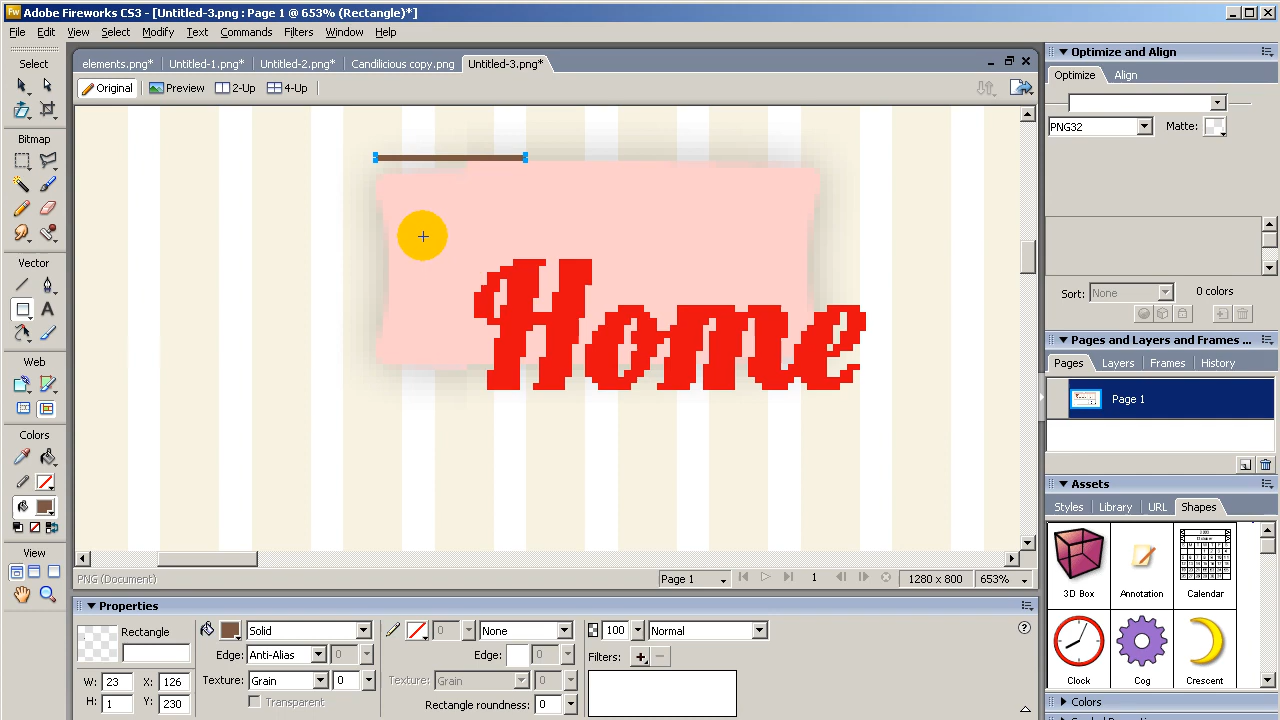 Fw Adobe Fireworks CS3 - [Untitled-3.png : Page 1 @ 653% (Rectangle)*]
File Edit View Select Modify Text Commands Filters Window Help
Select
Bitmap
Vector
Web
Colors
View
elements.png* Untitled-1.png* Untitled-2.png* Candilicious copy.png Untitled-3.png*
Original Preview 2-Up 4-Up
Home
PNG (Document) Page 1 1 1280 x 800 653%
Properties
Rectangle
W: 23 X: 126
H: 1 Y: 230
Solid
Edge: Anti-Alias 0
Texture: Grain 0
Transparent
0 None
Edge: 0
Texture: Grain 0
Rectangle roundness: 0
100 Normal
Filters:
Optimize and Align
Optimize Align
PNG32 Matte:
Sort: None 0 colors
Pages and Layers and Frames ...
Pages Layers Frames History
Page 1
Assets
Styles Library URL Shapes
3D Box Annotation Calendar
Clock Cog Crescent
Colors